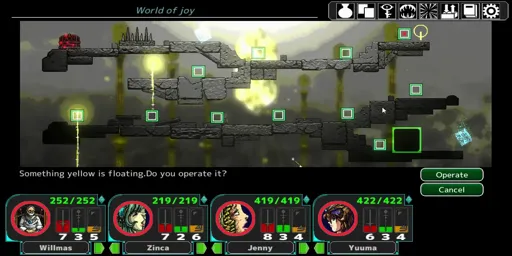 World of joy
Something yellow is floating.Do you operate it?
Operate
Cancel
252/252
219/219
419/419
422/422
7 3 5
7 2 6
8 3 4
6 3 4
Willmas
Zinca
Jenny
Yuuma